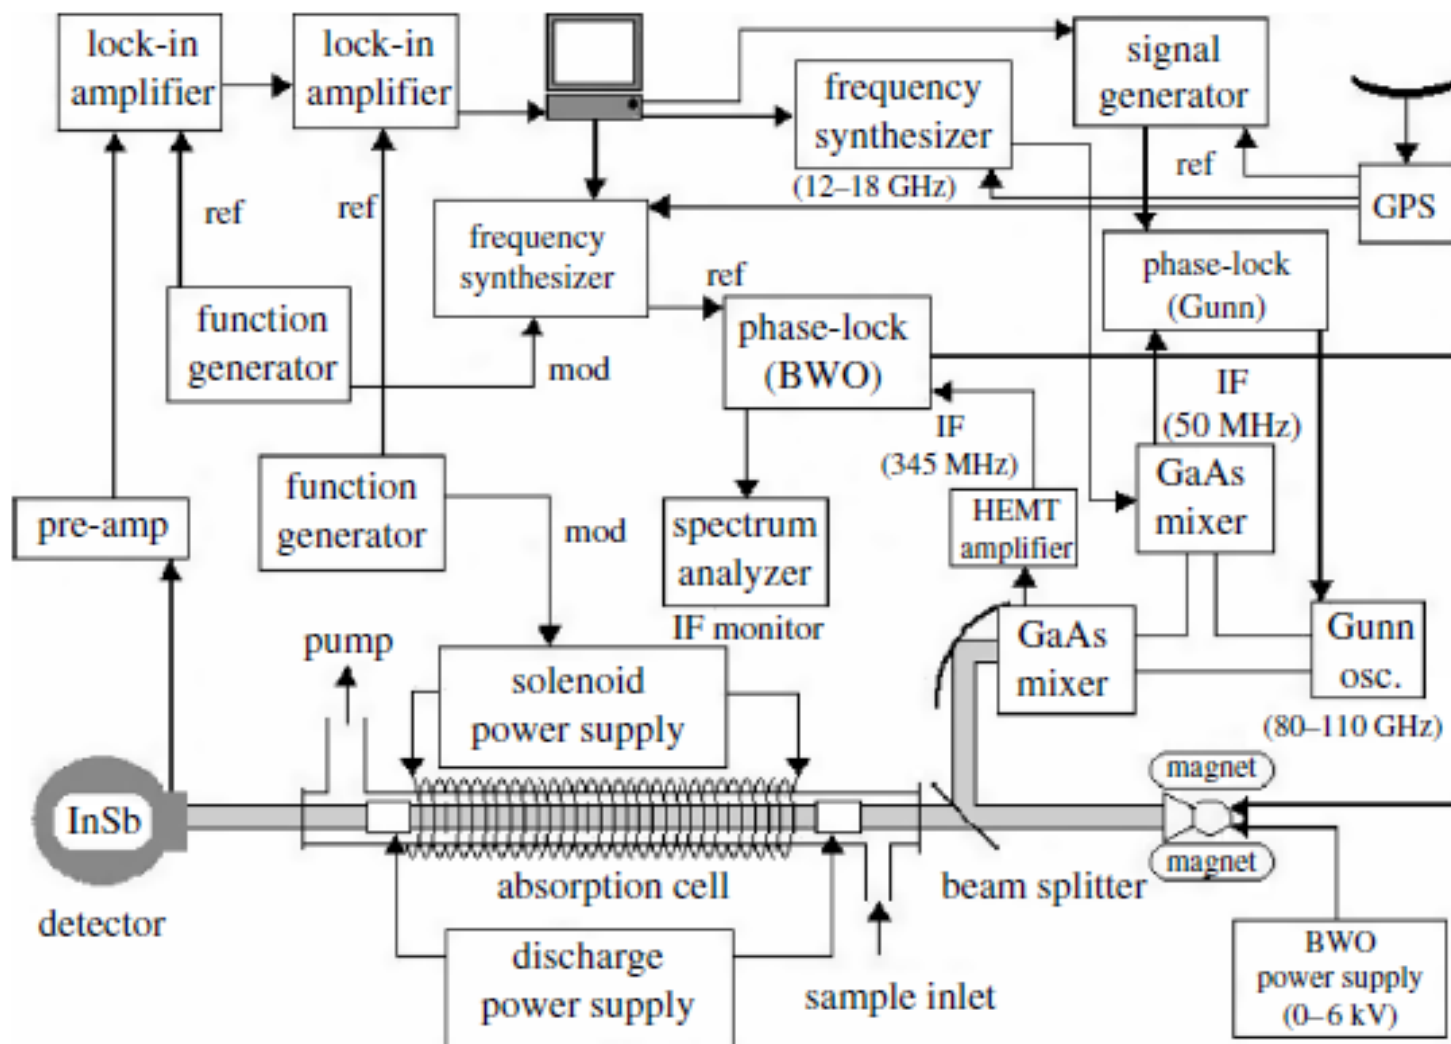 lock-in
amplifier
lock-in
amplifier
signal
generator
frequency
synthesizer
(12–18 GHz)
ref
GPS
ref
ref
frequency
synthesizer
ref
phase-lock
(Gunn)
function
generator
mod
phase-lock
(BWO)
IF
(50 MHz)
IF
(345 MHz)
function
generator
mod
pre-amp
spectrum
analyzer
IF monitor
HEMT
amplifier
GaAs
mixer
pump
solenoid
power supply
GaAs
mixer
Gunn
osc.
(80–110 GHz)
magnet
InSb
magnet
detector
absorption cell
beam splitter
discharge
power supply
sample inlet
BWO
power supply
(0–6 kV)